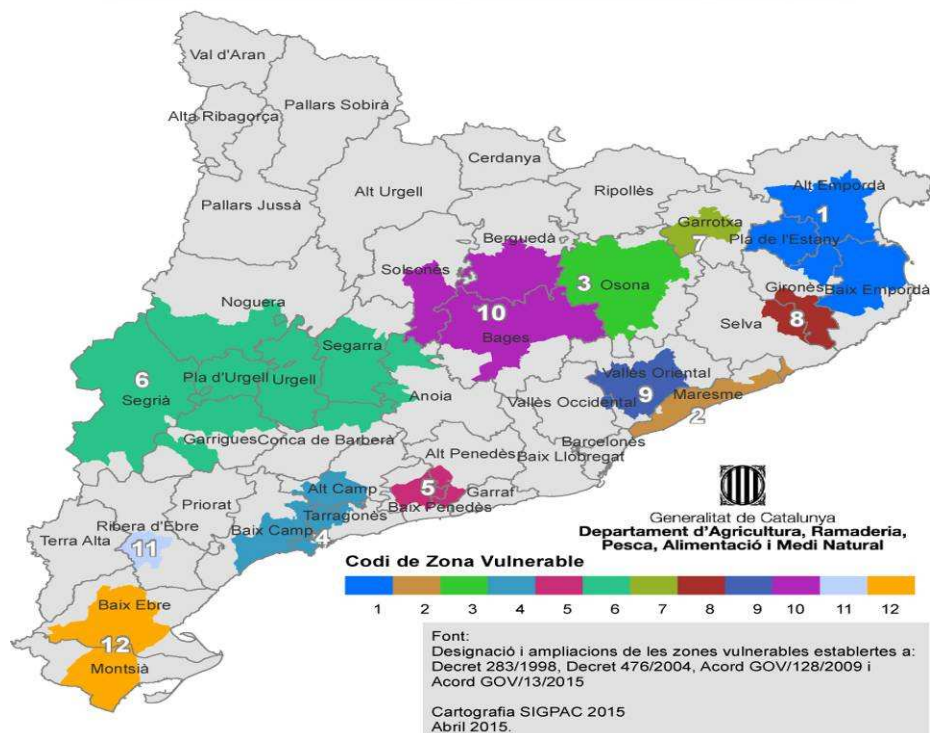 Val d'Aran
Pallars Sobirà
Alta Ribagorça
Cerdanya
Alt Urgell
Ripollès
Alt Empordà
Pallars Jussà
Garrotxa
1
Pla de l'Estany
7
Berguedà
Solsonès
3
Osona
Gironès
Baix Empordà
Noguera
10
8
Selva
Bages
Segarra
Vallès Oriental
6
Pla d'Urgell
Urgell
Segrià
Anoia
9
Maresme
Vallès Occidental
2
Garrigues
Conca de Barberà
Barcelonès
Alt Penedès
Baix Llobregat
Alt Camp
5
Garraf
Priorat
Baix Penedès
Tarragonès
Ribera d'Ebre
Baix Camp
4
Terra Alta
11
Baix Ebre
12
Montsià
Generalitat de Catalunya
Departament d'Agricultura, Ramaderia,
Pesca, Alimentació i Medi Natural
Codi de Zona Vulnerable
1 2 3 4 5 6 7 8 9 10 11 12
Font:
Designació i ampliacions de les zones vulnerables establertes a:
Decret 283/1998, Decret 476/2004, Acord GOV/128/2009 i
Acord GOV/13/2015
Cartografia SIGPAC 2015
Abril 2015.